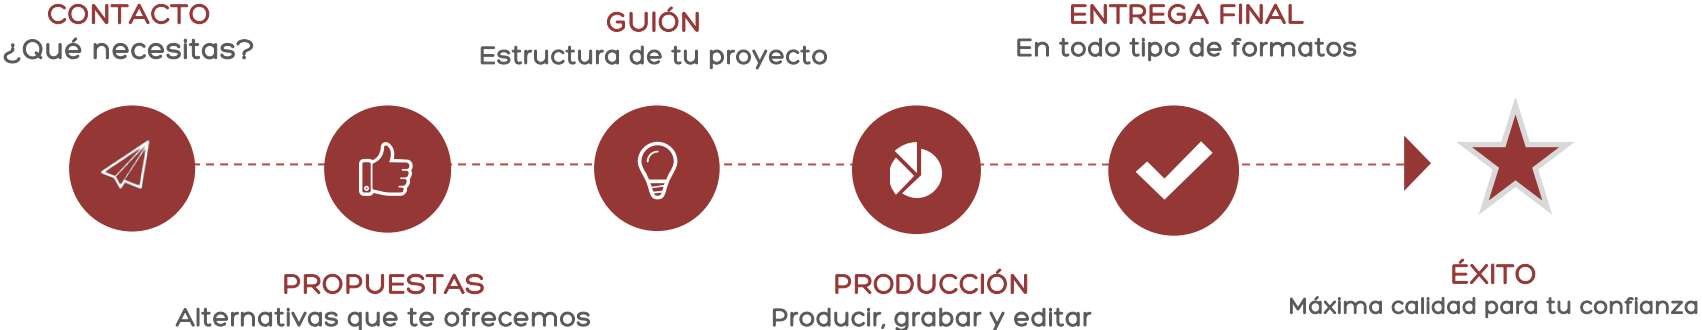 CONTACTO
¿Qué necesitas?
PROPUESTAS
Alternativas que te ofrecemos
GUIÓN
Estructura de tu proyecto
PRODUCCIÓN
Producir, grabar y editar
ENTREGA FINAL
En todo tipo de formatos
ÉXITO
Máxima calidad para tu confianza